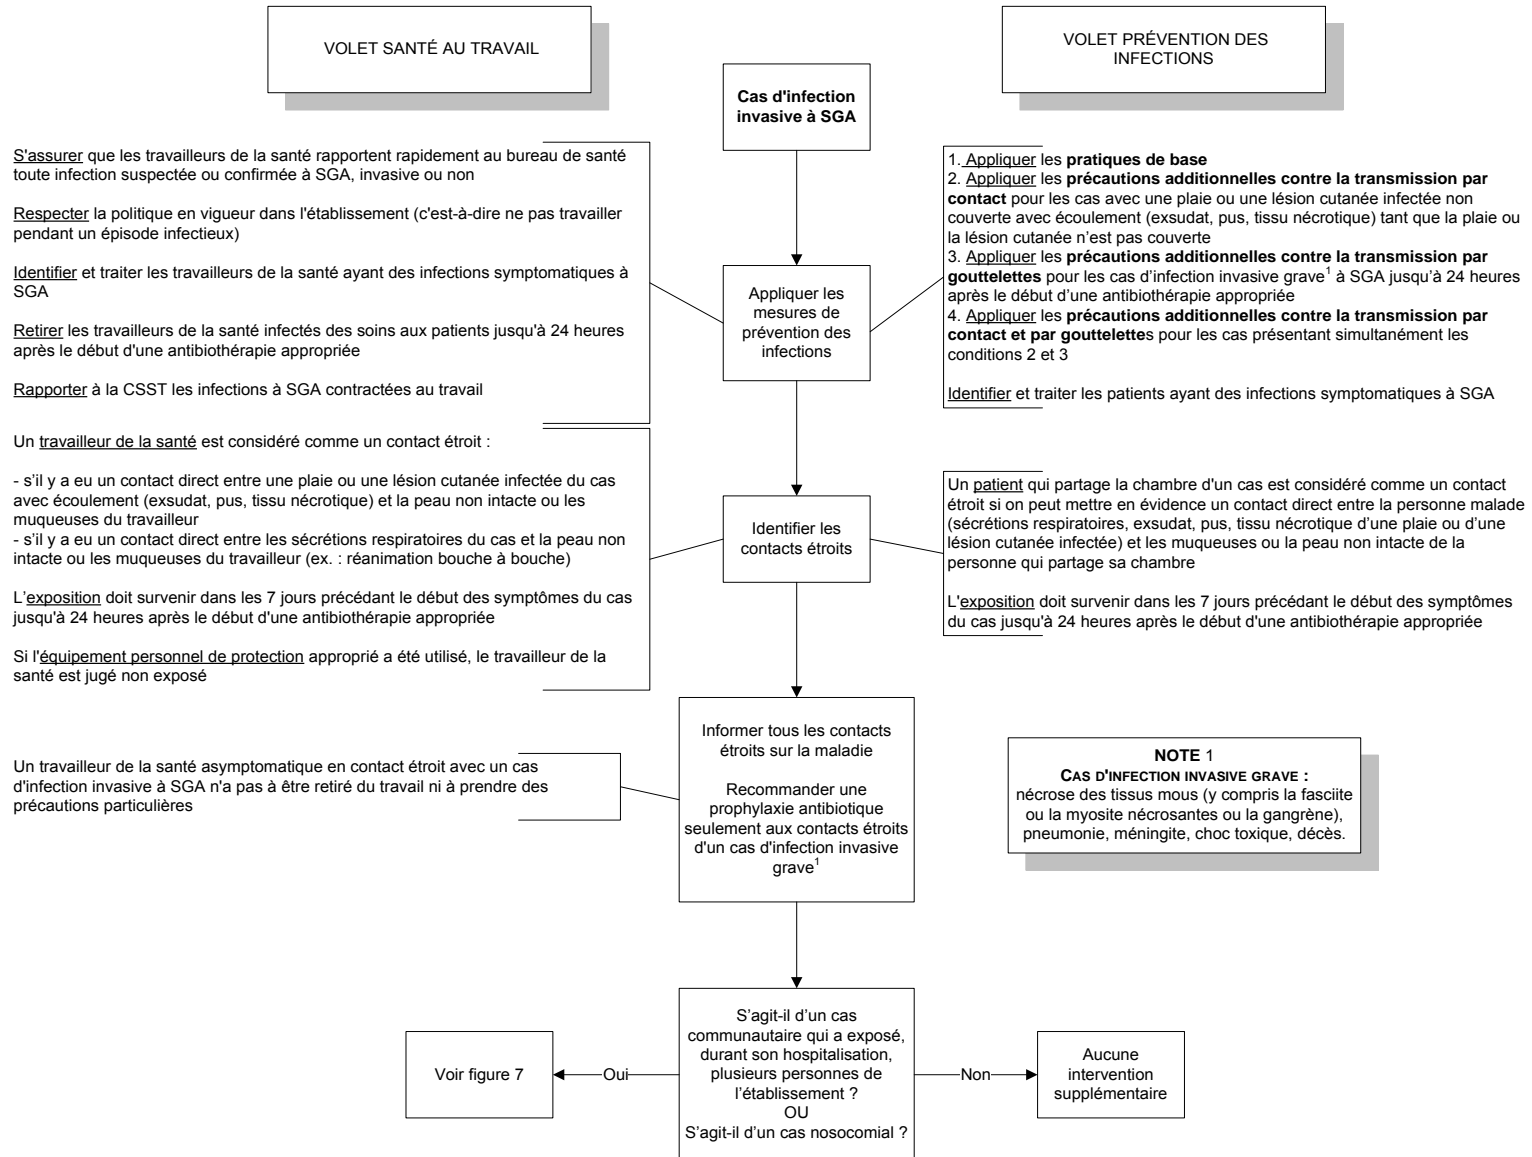 VOLET SANTÉ AU TRAVAIL
VOLET PRÉVENTION DES
INFECTIONS
Cas d'infection
invasive à SGA
S'assurer que les travailleurs de la santé rapportent rapidement au bureau de santé
toute infection suspectée ou confirmée à SGA, invasive ou non
Respecter la politique en vigueur dans l'établissement (c'est-à-dire ne pas travailler
pendant un épisode infectieux)
Identifier et traiter les travailleurs de la santé ayant des infections symptomatiques à
SGA
Retirer les travailleurs de la santé infectés des soins aux patients jusqu'à 24 heures
après le début d'une antibiothérapie appropriée
Rapporter à la CSST les infections à SGA contractées au travail
Appliquer les
mesures de
prévention des
infections
1. Appliquer les pratiques de base
2. Appliquer les précautions additionnelles contre la transmission par
contact pour les cas avec une plaie ou une lésion cutanée infectée non
couverte avec écoulement (exsudat, pus, tissu nécrotique) tant que la plaie ou
la lésion cutanée n’est pas couverte
3. Appliquer les précautions additionnelles contre la transmission par
gouttelettes pour les cas d’infection invasive grave1 à SGA jusqu’à 24 heures
après le début d’une antibiothérapie appropriée
4. Appliquer les précautions additionnelles contre la transmission par
contact et par gouttelettes pour les cas présentant simultanément les
conditions 2 et 3
Identifier et traiter les patients ayant des infections symptomatiques à SGA
Un travailleur de la santé est considéré comme un contact étroit :
- s’il y a eu un contact direct entre une plaie ou une lésion cutanée infectée du cas
avec écoulement (exsudat, pus, tissu nécrotique) et la peau non intacte ou les
muqueuses du travailleur
- s’il y a eu un contact direct entre les sécrétions respiratoires du cas et la peau non
intacte ou les muqueuses du travailleur (ex. : réanimation bouche à bouche)
L'exposition doit survenir dans les 7 jours précédant le début des symptômes du cas
jusqu'à 24 heures après le début d'une antibiothérapie appropriée
Si l'équipement personnel de protection approprié a été utilisé, le travailleur de la
santé est jugé non exposé
Identifier les
contacts étroits
Un patient qui partage la chambre d'un cas est considéré comme un contact
étroit si on peut mettre en évidence un contact direct entre la personne malade
(sécrétions respiratoires, exsudat, pus, tissu nécrotique d’une plaie ou d’une
lésion cutanée infectée) et les muqueuses ou la peau non intacte de la
personne qui partage sa chambre
L'exposition doit survenir dans les 7 jours précédant le début des symptômes
du cas jusqu'à 24 heures après le début d'une antibiothérapie appropriée
Un travailleur de la santé asymptomatique en contact étroit avec un cas
d'infection invasive à SGA n'a pas à être retiré du travail ni à prendre des
précautions particulières
Informer tous les contacts
étroits sur la maladie
Recommander une
prophylaxie antibiotique
seulement aux contacts étroits
d'un cas d'infection invasive
grave1
NOTE 1
CAS D'INFECTION INVASIVE GRAVE :
nécrose des tissus mous (y compris la fasciite
ou la myosite nécrosantes ou la gangrène),
pneumonie, méningite, choc toxique, décès.
S’agit-il d’un cas
communautaire qui a exposé,
durant son hospitalisation,
plusieurs personnes de
l’établissement ?
OU
S’agit-il d’un cas nosocomial ?
Oui
Voir figure 7
Non
Aucune
intervention
supplémentaire